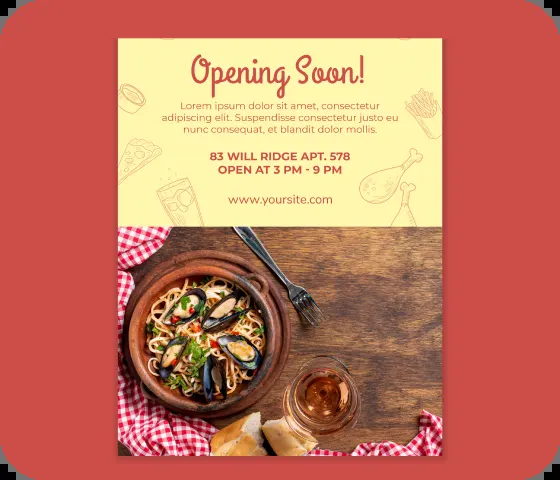 Opening Soon!
Lorem ipsum dolor sit amet, consectetur
adipiscing elit. Suspendisse consectetur justo eu
nunc consequat, et blandit dolor mollis.
83 WILL RIDGE APT. 578
OPEN AT 3 PM - 9 PM
www.yoursite.com